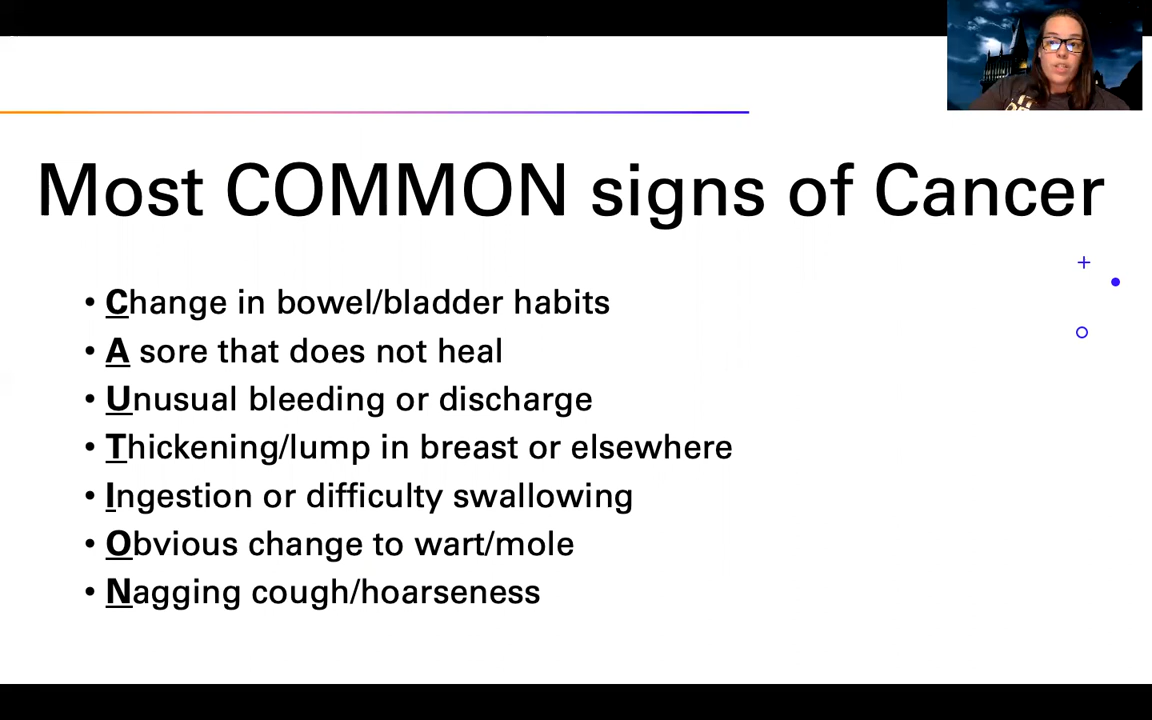 Most COMMON signs of Cancer
• Change in bowel/bladder habits
• A sore that does not heal
• Unusual bleeding or discharge
• Thickening/lump in breast or elsewhere
• Ingestion or difficulty swallowing
• Obvious change to wart/mole
• Nagging cough/hoarseness